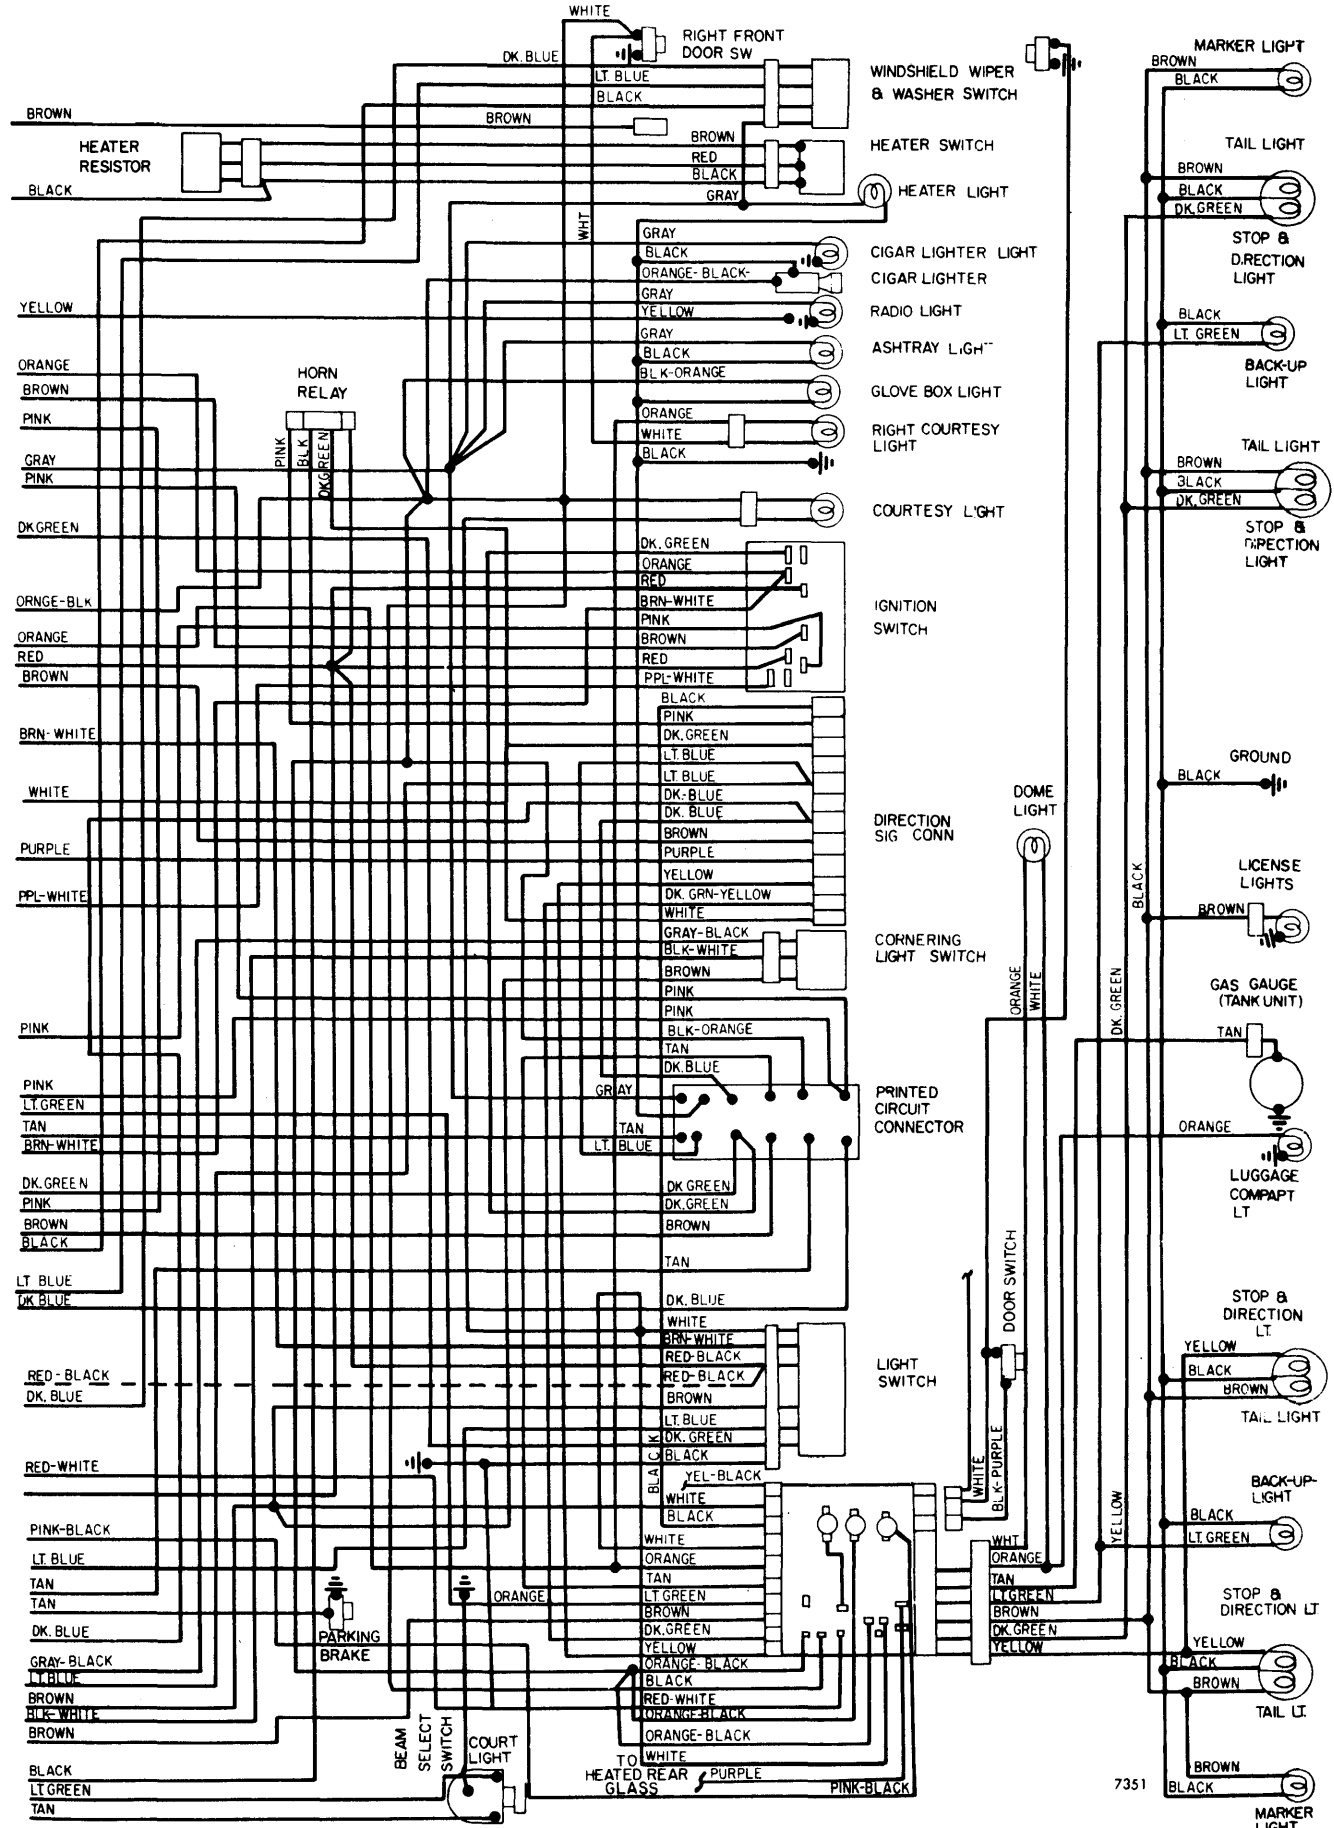 WHITE
RIGHT FRONT
DOOR SW
DK. BLUE
LT. BLUE
BLACK
WINDSHIELD WIPER
& WASHER SWITCH
MARKER LIGHT
BROWN
BLACK
BROWN
BROWN
HEATER
RESISTOR
BROWN
RED
BLACK
HEATER SWITCH
BLACK
GRAY
HEATER LIGHT
TAIL LIGHT
BROWN
BLACK
DK. GREEN
STOP &
DIRECTION
LIGHT
WHT
GRAY
BLACK
CIGAR LIGHTER LIGHT
ORANGE-BLACK-
CIGAR LIGHTER
GRAY
YELLOW
YELLOW
RADIO LIGHT
BLACK
LT. GREEN
BACK-UP
LIGHT
GRAY
BLACK
ASHTRAY LIGHT
BLK-ORANGE
GLOVE BOX LIGHT
ORANGE
WHITE
BLACK
RIGHT COURTESY
LIGHT
ORANGE
BROWN
PINK
HORN
RELAY
PINK
BLK
DK GREEN
GRAY
PINK
DK GREEN
COURTESY LIGHT
TAIL LIGHT
BROWN
BLACK
DK. GREEN
STOP &
DIRECTION
LIGHT
ORNGE-BLK
ORANGE
RED
BROWN
DK. GREEN
ORANGE
RED
BRN-WHITE
PINK
BROWN
RED
PPL-WHITE
IGNITION
SWITCH
BRN-WHITE
WHITE
PURPLE
PPL-WHITE
BLACK
PINK
DK. GREEN
LT. BLUE
LT. BLUE
DK.-BLUE
DK. BLUE
BROWN
PURPLE
YELLOW
DK. GRN-YELLOW
WHITE
DIRECTION
SIG CONN
GROUND
BLACK
DOME
LIGHT
BLACK
LICENSE
LIGHTS
BROWN
GRAY-BLACK
BLK-WHITE
BROWN
CORNERING
LIGHT SWITCH
ORANGE
WHITE
DK. GREEN
GAS GAUGE
(TANK UNIT)
TAN
PINK
PINK
PINK
BLK-ORANGE
TAN
DK. BLUE
GRAY
TAN
LT. BLUE
PRINTED
CIRCUIT
CONNECTOR
PINK
LT. GREEN
TAN
BRN-WHITE
DK. GREEN
PINK
BROWN
BLACK
DK GREEN
DK. GREEN
BROWN
TAN
ORANGE
LUGGAGE
COMPAPT
LT
LT BLUE
DK BLUE
DK. BLUE
WHITE
BRN-WHITE
RED-BLACK
RED-BLACK
BROWN
LT. BLUE
DK. GREEN
BLACK
LIGHT
SWITCH
DOOR SWITCH
STOP &
DIRECTION
LT.
YELLOW
BLACK
BROWN
TAIL LIGHT
RED-BLACK
DK. BLUE
RED-WHITE
PINK-BLACK
LT. BLUE
TAN
TAN
DK. BLUE
GRAY-BLACK
LT. BLUE
BROWN
BLK-WHITE
BROWN
BLACK
LT GREEN
TAN
PARKING
BRAKE
BLACK
YEL-BLACK
WHITE
BLACK
WHITE
ORANGE
TAN
LT. GREEN
BROWN
DK. GREEN
YELLOW
ORANGE-BLACK
BLACK
RED-WHITE
ORANGE-BLACK
ORANGE-BLACK
WHITE
PURPLE
PINK-BLACK
ORANGE
BEAM
SELECT
SWITCH
COURT
LIGHT
TO
HEATED REAR
GLASS
WHITE
BLK-PURPLE
WHT
ORANGE
TAN
LT GREEN
BROWN
DK. GREEN
YELLOW
YELLOW
BACK-UP-
LIGHT
BLACK
LT. GREEN
STOP &
DIRECTION LT.
YELLOW
BLACK
BROWN
TAIL LT.
BROWN
BLACK
7351
MARKER
LIGHT